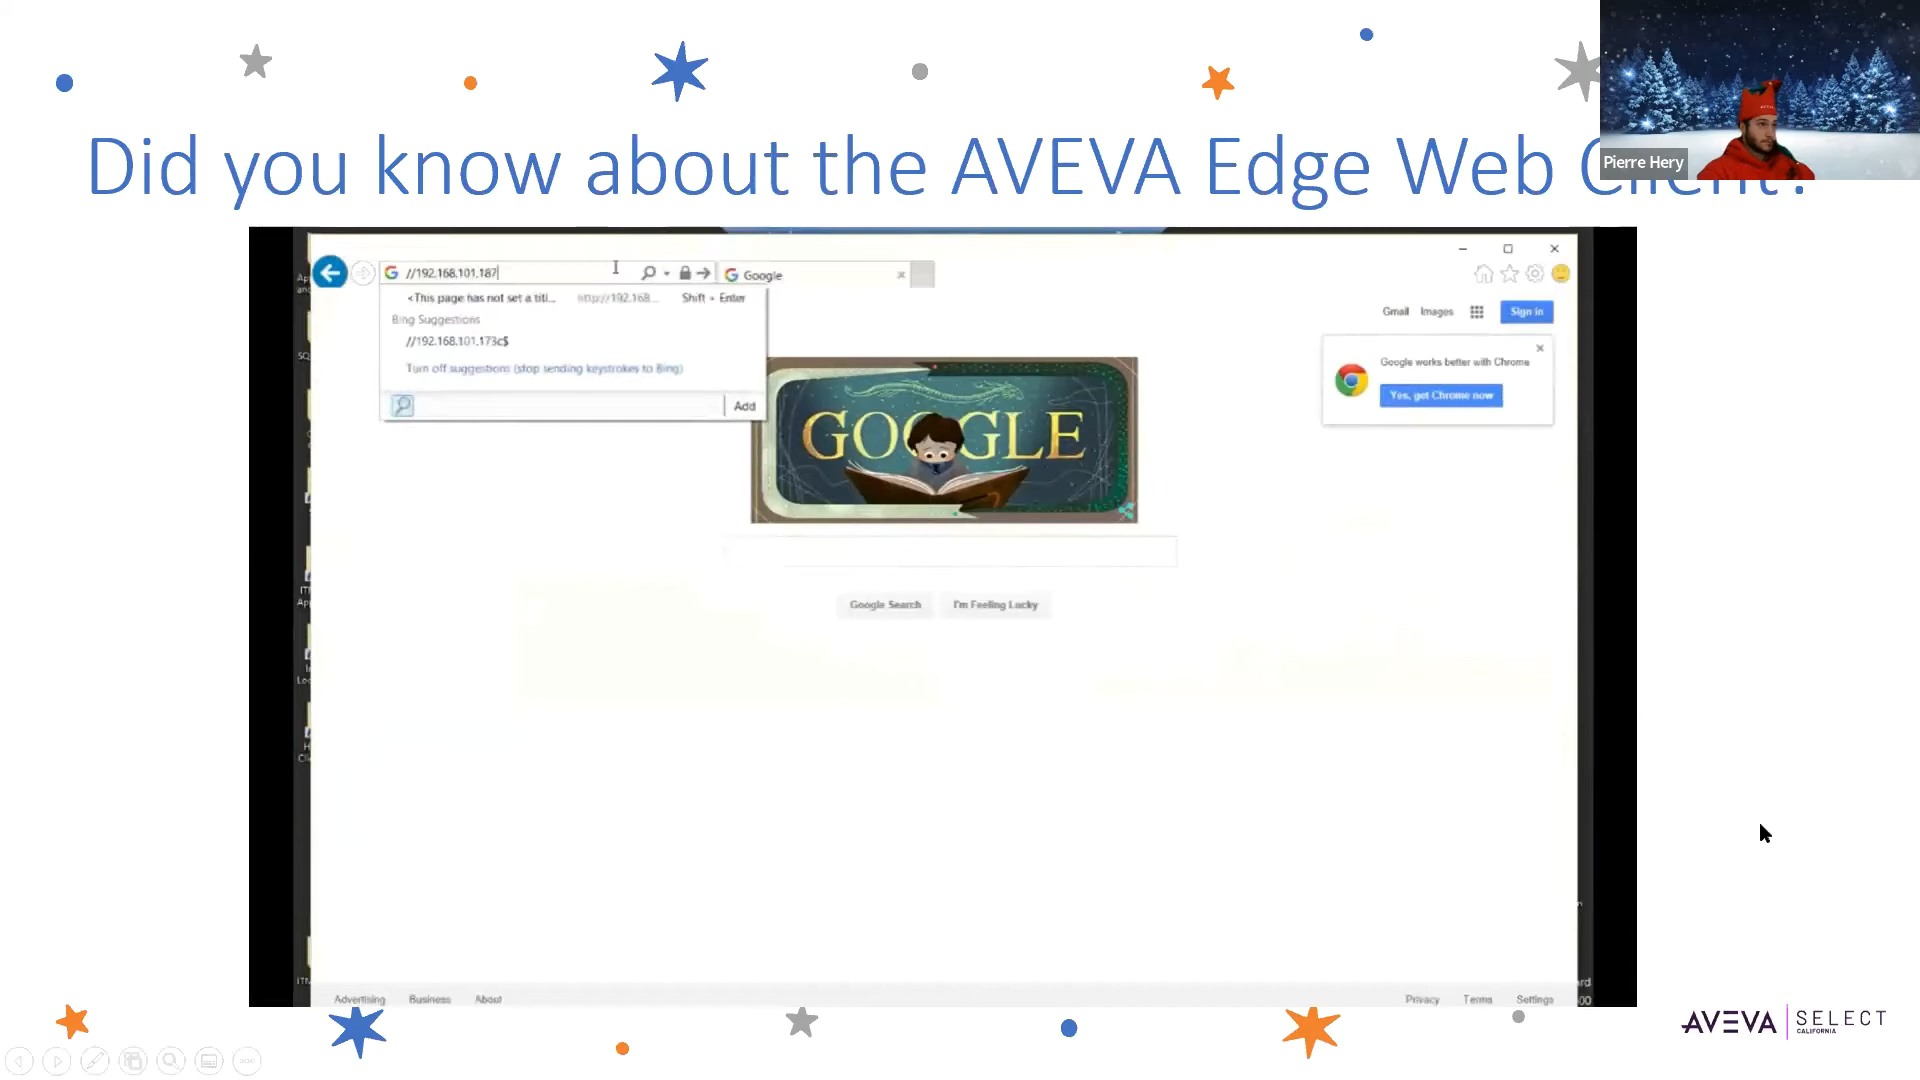 Did you know about the AVEVA Edge Web Client?
Pierre Hery
//192.168.101.187
Google
<This page has not set a titl... http://192.168... Shift + Enter
Bing Suggestions
//192.168.101.173c$
Turn off suggestions (stop sending keystrokes to Bing)
Add
Gmail Images Sign in
Google works better with Chrome
Yes, get Chrome now
GOOGLE
Google Search I'm Feeling Lucky
Advertising Business About
Privacy Terms Settings
AVEVA SELECT
CALIFORNIA